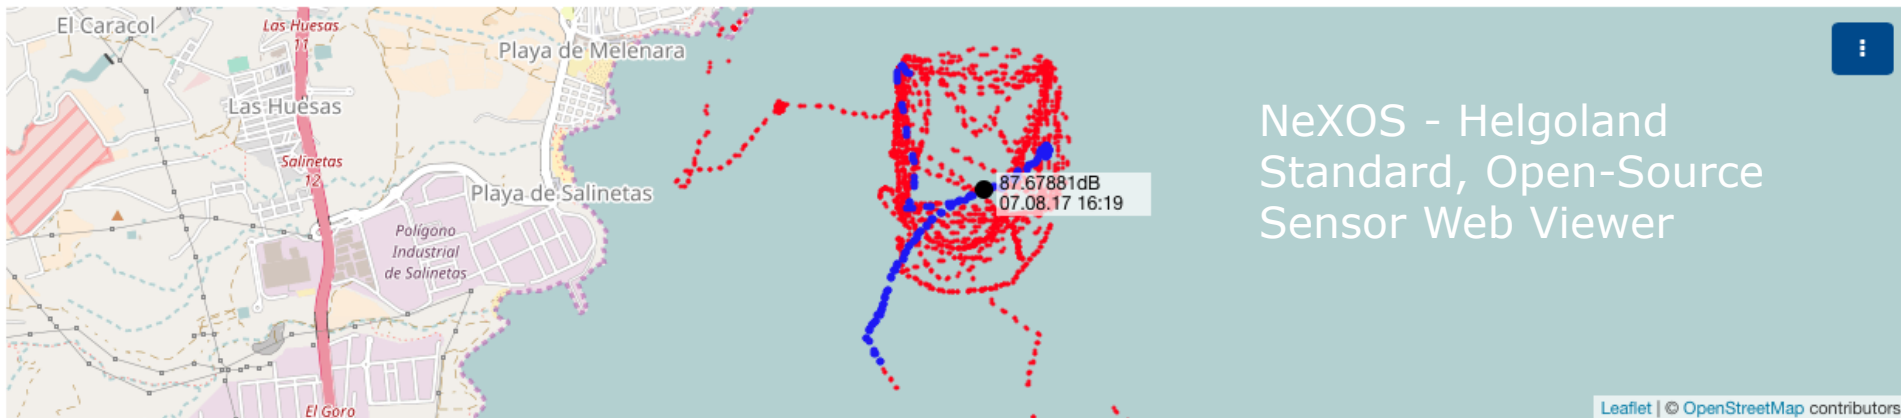 El Caracol
Las Huesas
11
Playa de Melenara
Las Huesas
NeXOS - Helgoland
Standard, Open-Source
Sensor Web Viewer
Salinetas
12
Playa de Salinetas
87.67881dB
07.08.17 16:19
Polígono
Industrial
de Salinetas
El Goro
Leaflet | © OpenStreetMap contributors